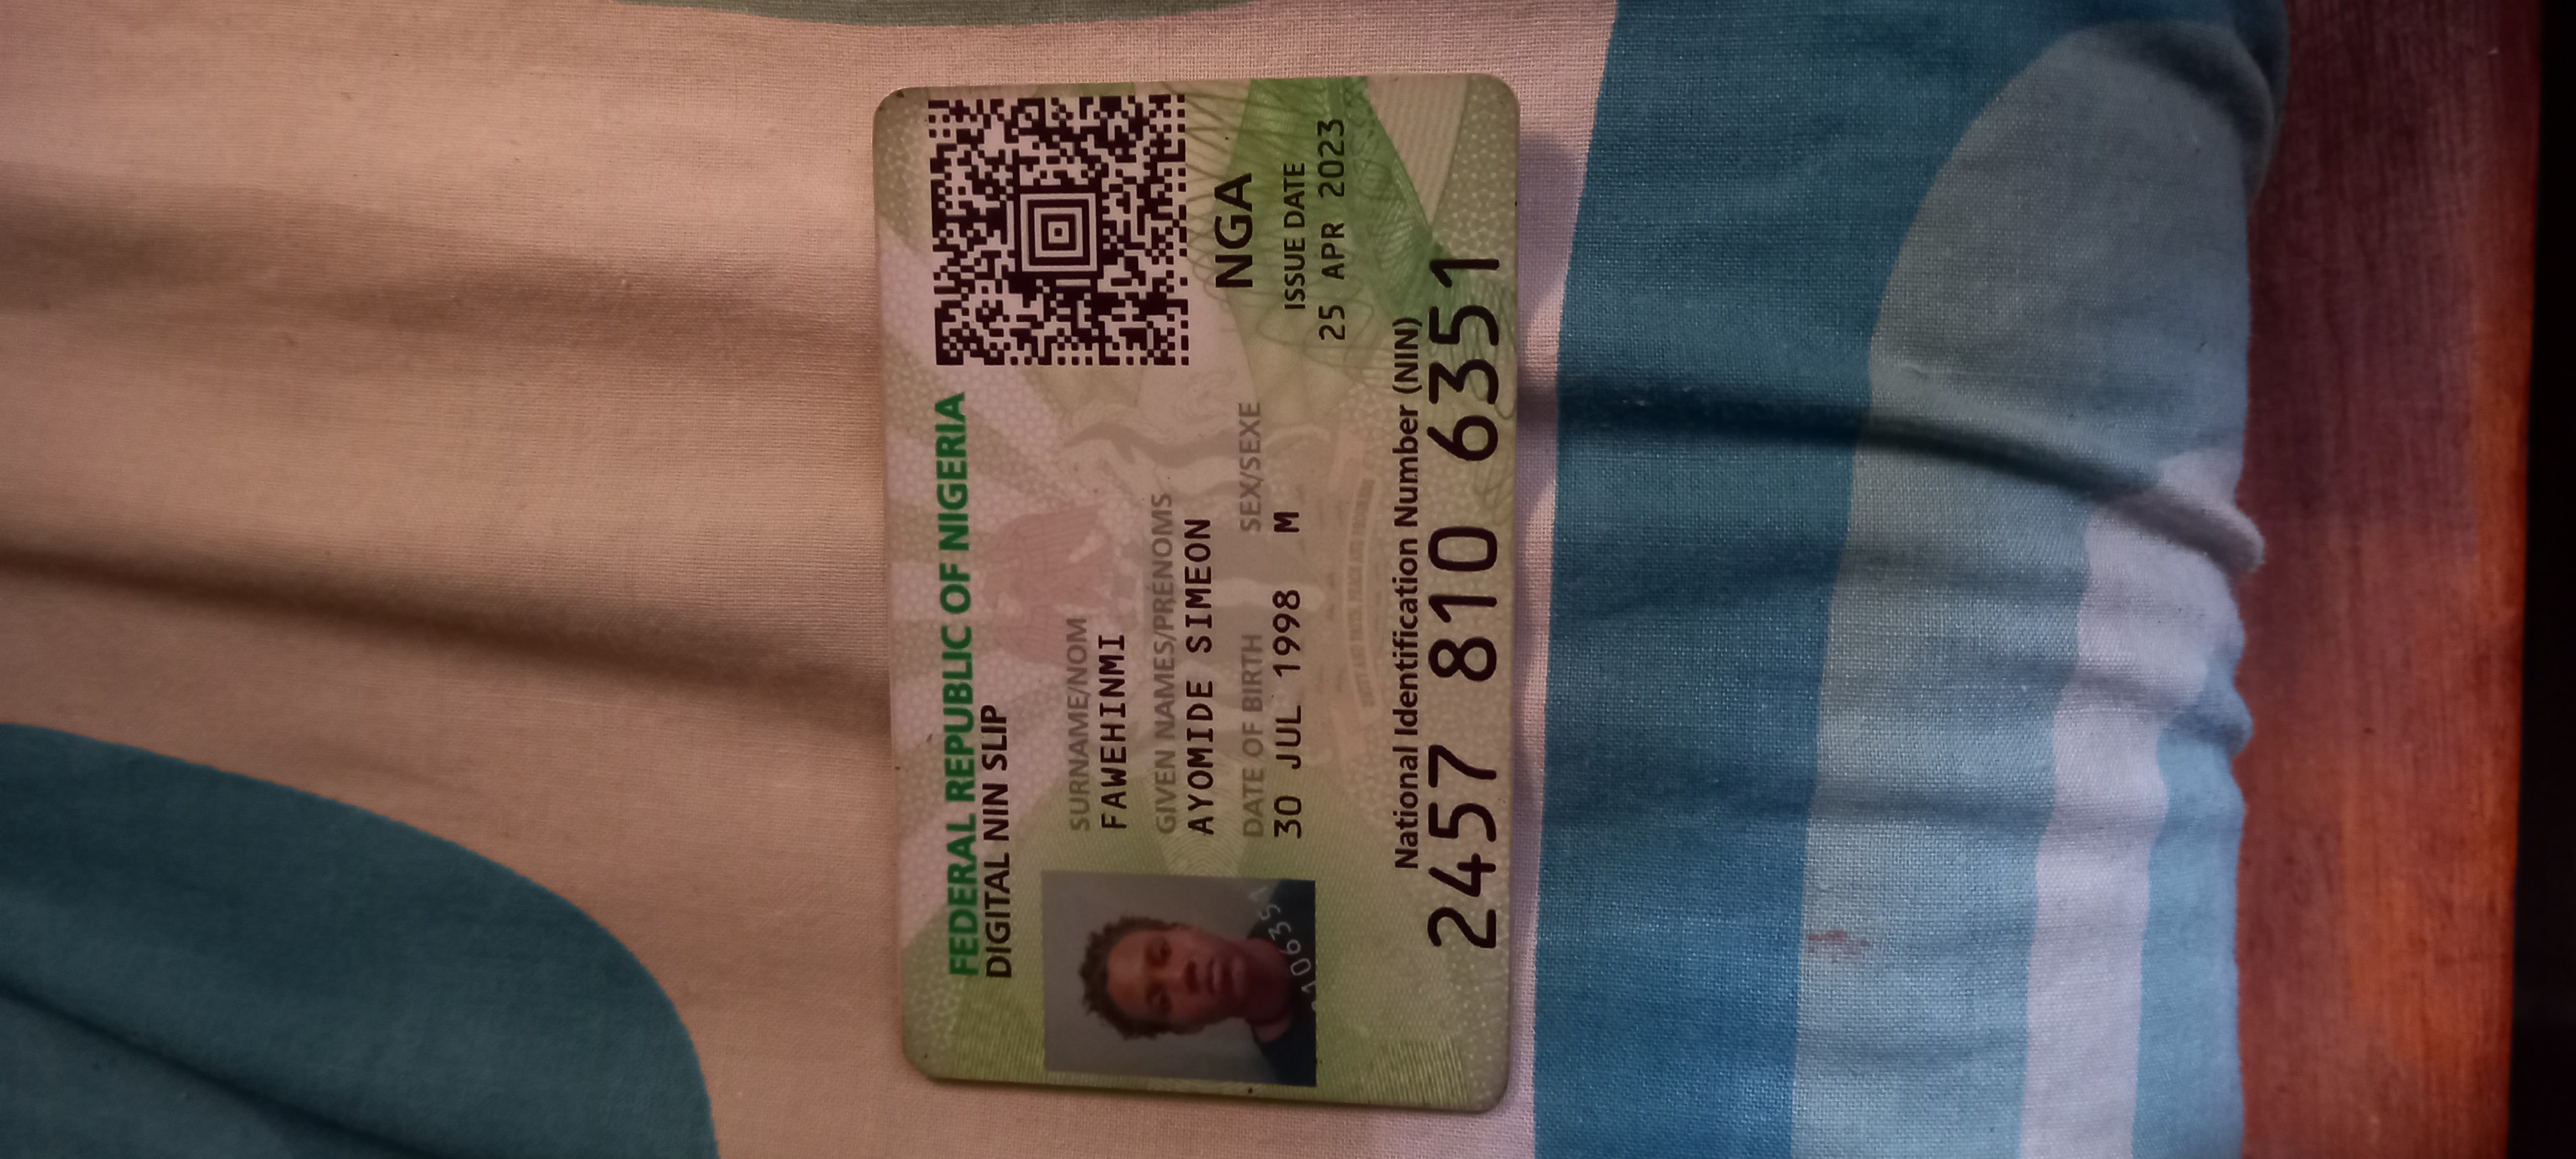 FEDERAL REPUBLIC OF NIGERIA
DIGITAL NIN SLIP
SURNAME/NOM
FAWEHINMI
GIVEN NAMES/PRÉNOMS
AYOMIDE SIMEON
DATE OF BIRTH SEX/SEXE
30 JUL 1998 M
NGA
ISSUE DATE
25 APR 2023
National Identification Number (NIN)
2457 810 6351